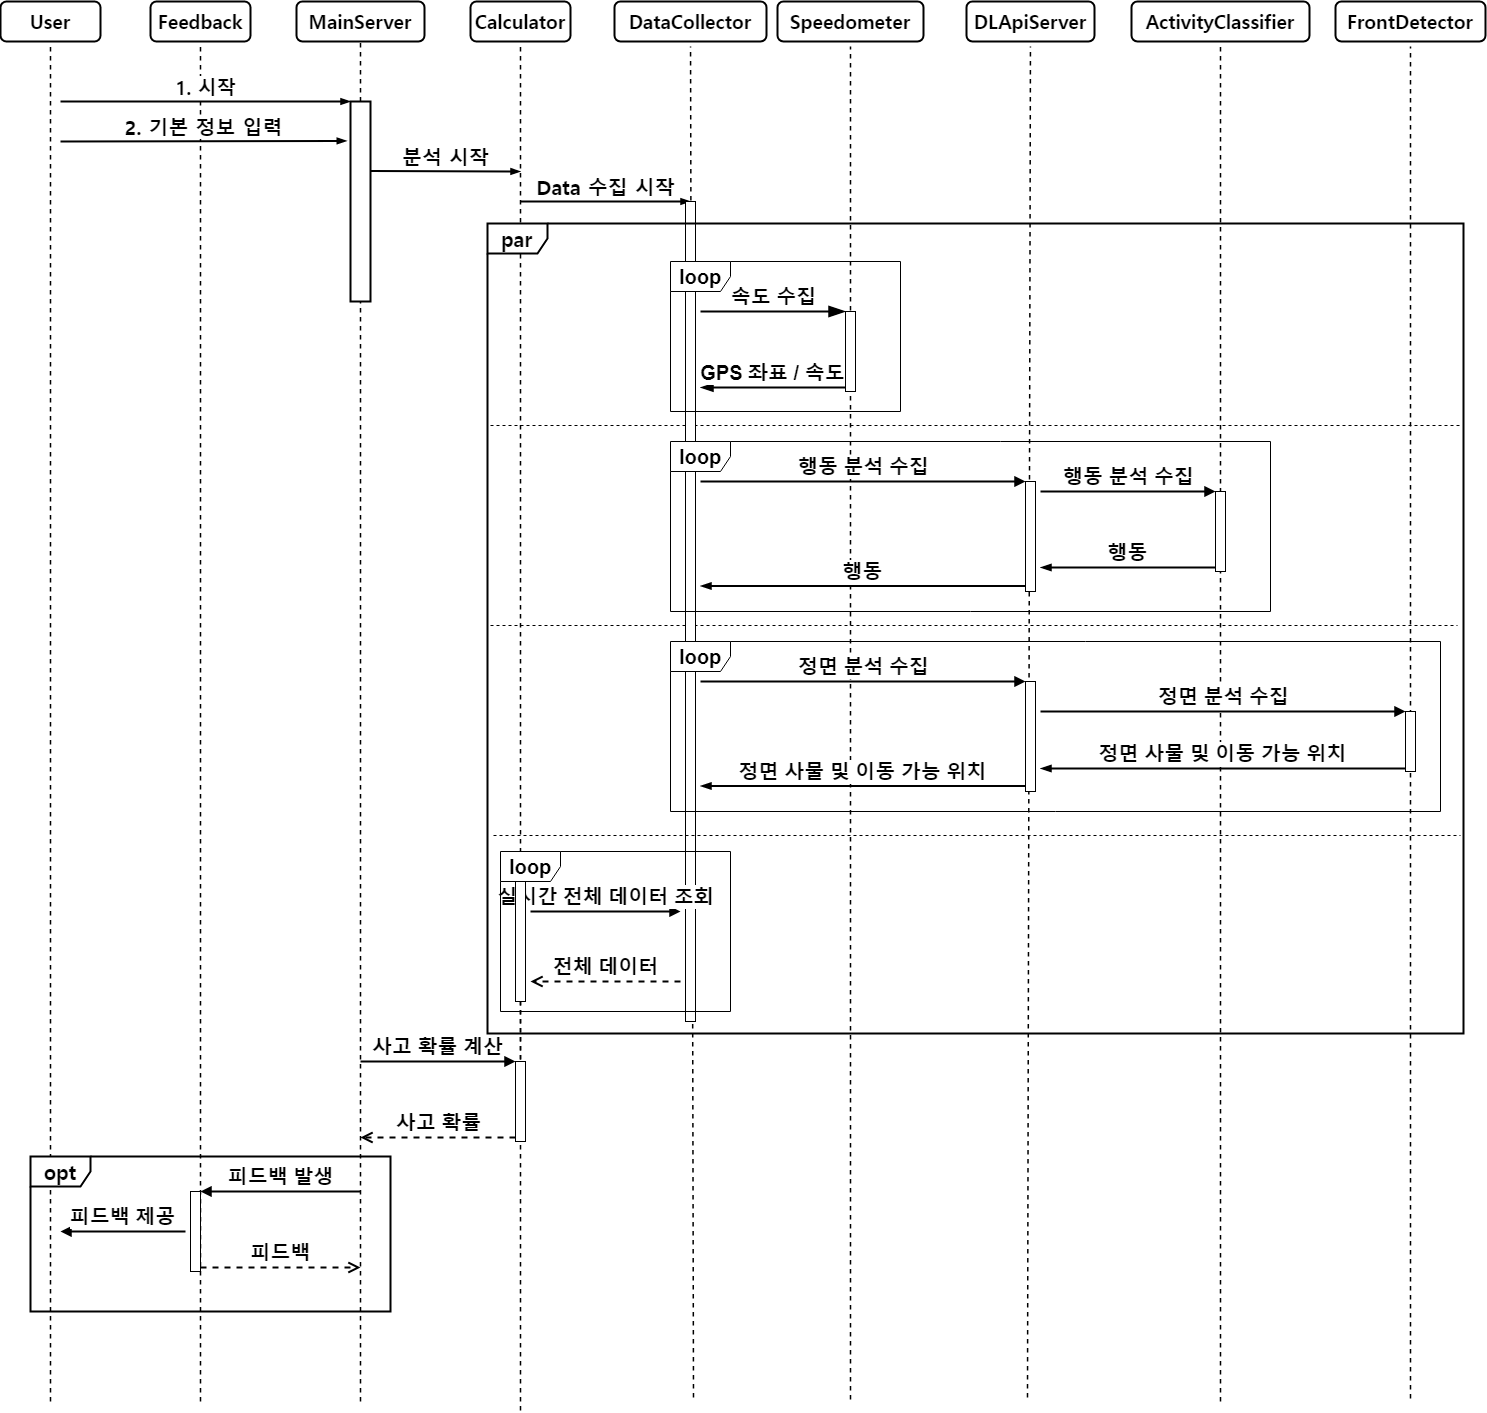 User
Feedback
MainServer
Calculator
DataCollector
Speedometer
DLApiServer
ActivityClassifier
FrontDetector
1. 시작
2. 기본 정보 입력
분석 시작
Data 수집 시작
par
loop
속도 수집
GPS 좌표 / 속도
loop
행동 분석 수집
행동 분석 수집
행동
행동
loop
정면 분석 수집
정면 분석 수집
정면 사물 및 이동 가능 위치
정면 사물 및 이동 가능 위치
loop
실시간 전체 데이터 조회
전체 데이터
사고 확률 계산
사고 확률
opt
피드백 발생
피드백 제공
피드백